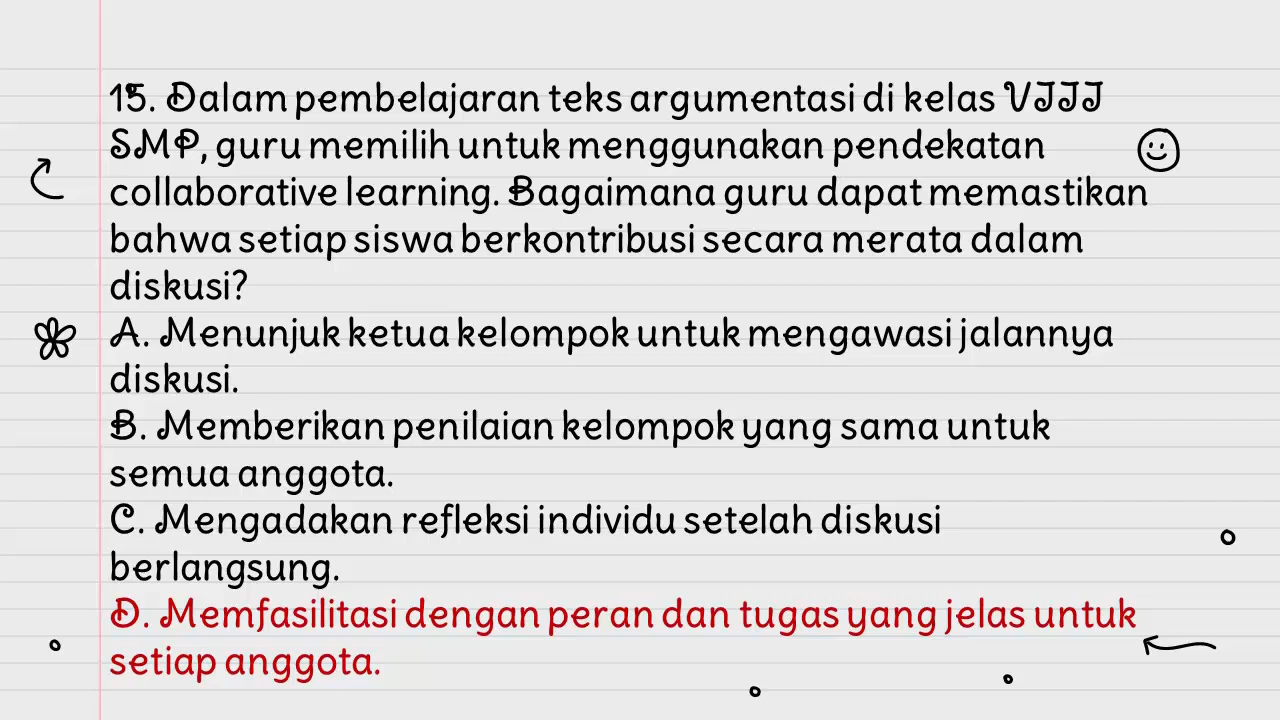 15. Dalam pembelajaran teks argumentasi di kelas VIII
SMP, guru memilih untuk menggunakan pendekatan
collaborative learning. Bagaimana guru dapat memastikan
bahwa setiap siswa berkontribusi secara merata dalam
diskusi?
A. Menunjuk ketua kelompok untuk mengawasi jalannya
diskusi.
B. Memberikan penilaian kelompok yang sama untuk
semua anggota.
C. Mengadakan refleksi individu setelah diskusi
berlangsung.
D. Memfasilitasi dengan peran dan tugas yang jelas untuk
setiap anggota.